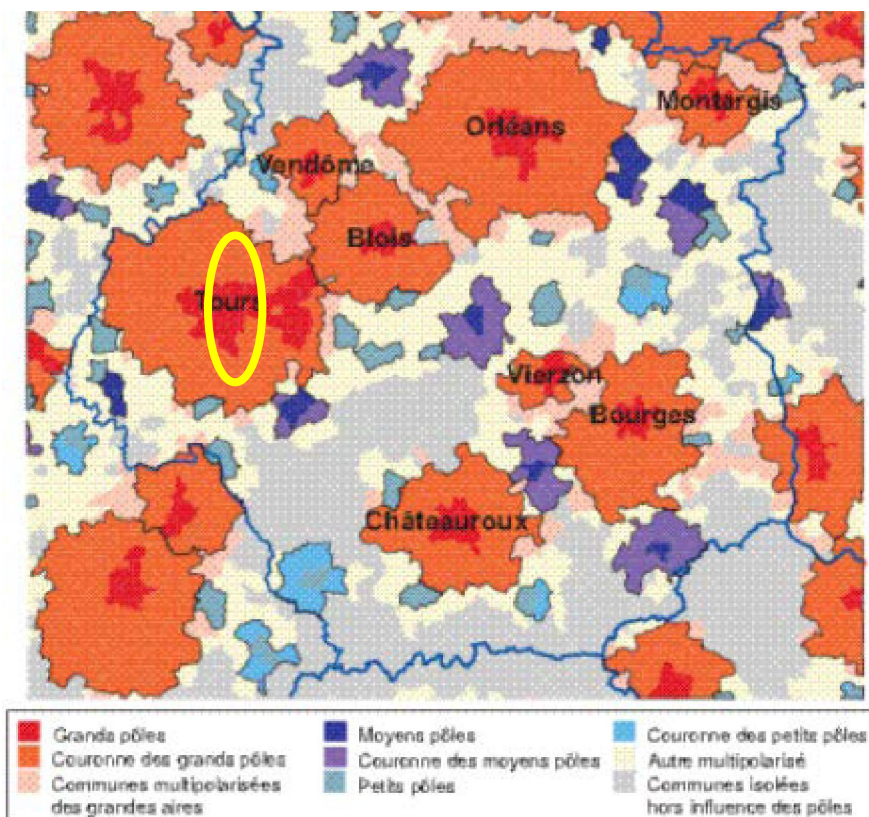 Montargis
Orléans
Vendôme
Blois
Tours
Vierzon
Bourges
Châteauroux
Grands pôles
Couronne des grands pôles
Communes multipolarisées
des grandes aires
Moyens pôles
Couronne des moyens pôles
Petits pôles
Couronne des petits pôles
Autre multipolarisé
Communes isolées
hors influence des pôles